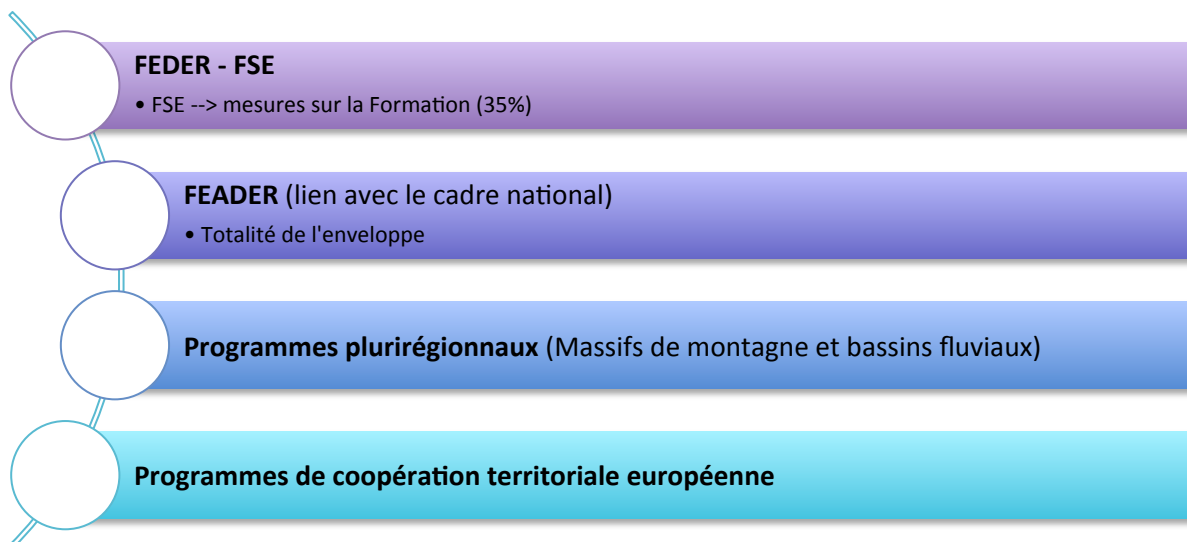 FEDER - FSE
• FSE --> mesures sur la Formation (35%)
FEADER (lien avec le cadre national)
• Totalité de l'enveloppe
Programmes plurirégionnaux (Massifs de montagne et bassins fluviaux)
Programmes de coopération territoriale européenne